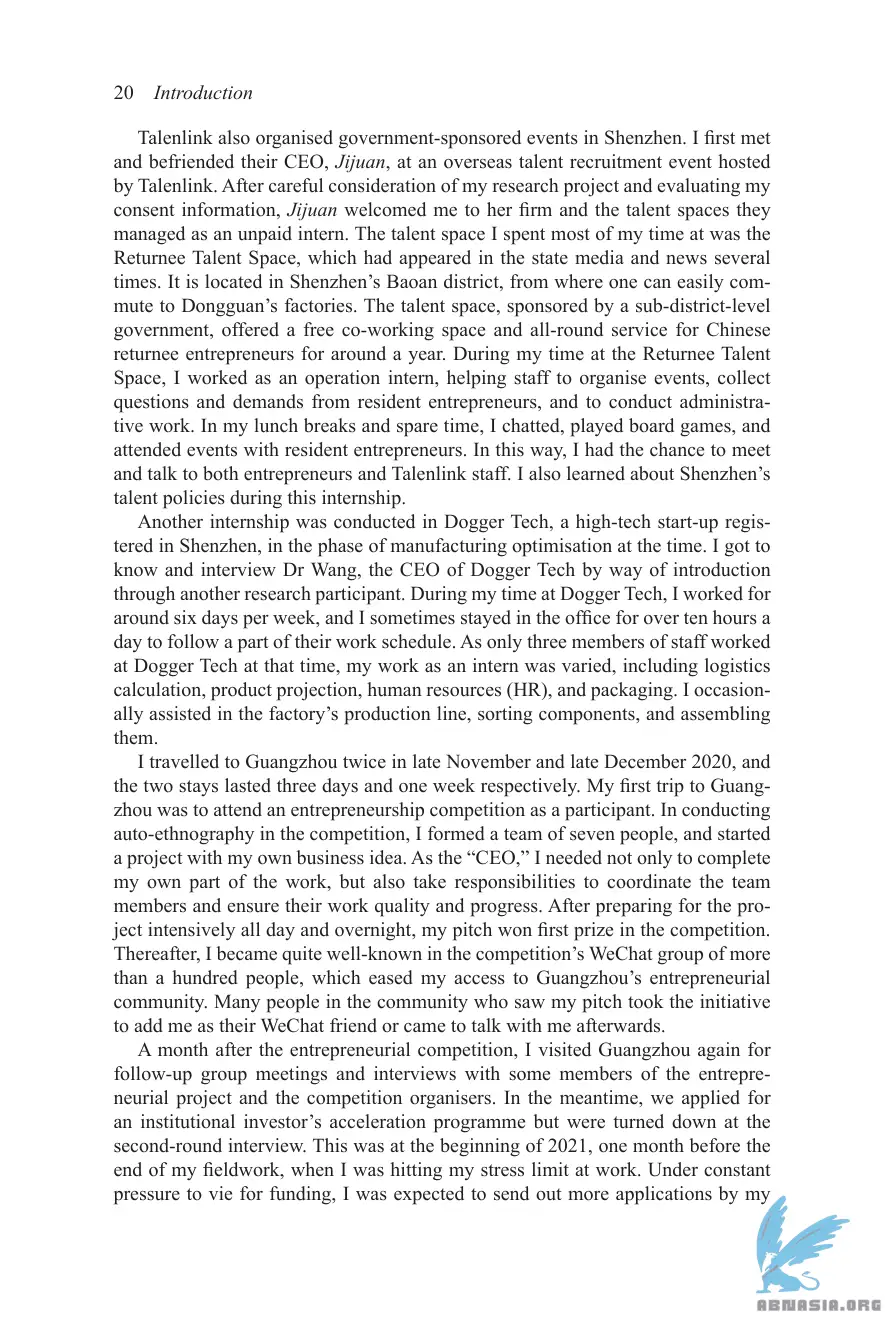 20 Introduction
Talenlink also organised government-sponsored events in Shenzhen. I first met
and befriended their CEO, Jijuan, at an overseas talent recruitment event hosted
by Talenlink. After careful consideration of my research project and evaluating my
consent information, Jijuan welcomed me to her firm and the talent spaces they
managed as an unpaid intern. The talent space I spent most of my time at was the
Returnee Talent Space, which had appeared in the state media and news several
times. It is located in Shenzhen’s Baoan district, from where one can easily com-
mute to Dongguan’s factories. The talent space, sponsored by a sub-district-level
government, offered a free co-working space and all-round service for Chinese
returnee entrepreneurs for around a year. During my time at the Returnee Talent
Space, I worked as an operation intern, helping staff to organise events, collect
questions and demands from resident entrepreneurs, and to conduct administra-
tive work. In my lunch breaks and spare time, I chatted, played board games, and
attended events with resident entrepreneurs. In this way, I had the chance to meet
and talk to both entrepreneurs and Talenlink staff. I also learned about Shenzhen’s
talent policies during this internship.
Another internship was conducted in Dogger Tech, a high-tech start-up regis-
tered in Shenzhen, in the phase of manufacturing optimisation at the time. I got to
know and interview Dr Wang, the CEO of Dogger Tech by way of introduction
through another research participant. During my time at Dogger Tech, I worked for
around six days per week, and I sometimes stayed in the office for over ten hours a
day to follow a part of their work schedule. As only three members of staff worked
at Dogger Tech at that time, my work as an intern was varied, including logistics
calculation, product projection, human resources (HR), and packaging. I occasion-
ally assisted in the factory’s production line, sorting components, and assembling
them.
I travelled to Guangzhou twice in late November and late December 2020, and
the two stays lasted three days and one week respectively. My first trip to Guang-
zhou was to attend an entrepreneurship competition as a participant. In conducting
auto-ethnography in the competition, I formed a team of seven people, and started
a project with my own business idea. As the “CEO,” I needed not only to complete
my own part of the work, but also take responsibilities to coordinate the team
members and ensure their work quality and progress. After preparing for the pro-
ject intensively all day and overnight, my pitch won first prize in the competition.
Thereafter, I became quite well-known in the competition’s WeChat group of more
than a hundred people, which eased my access to Guangzhou’s entrepreneurial
community. Many people in the community who saw my pitch took the initiative
to add me as their WeChat friend or came to talk with me afterwards.
A month after the entrepreneurial competition, I visited Guangzhou again for
follow-up group meetings and interviews with some members of the entrepre-
neurial project and the competition organisers. In the meantime, we applied for
an institutional investor’s acceleration programme but were turned down at the
second-round interview. This was at the beginning of 2021, one month before the
end of my fieldwork, when I was hitting my stress limit at work. Under constant
pressure to vie for funding, I was expected to send out more applications by my
ABNASIA.ORG